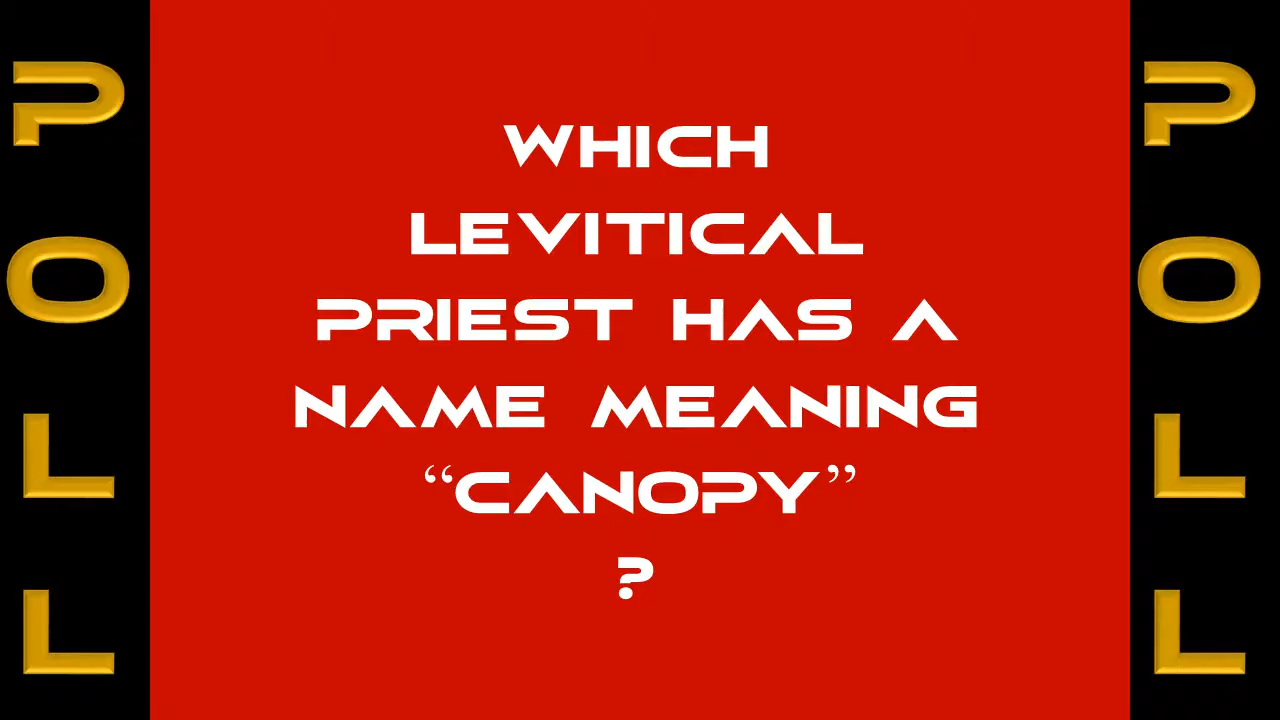 POLL
WHICH
LEVITICAL
PRIEST HAS A
NAME MEANING
“CANOPY”
?
POLL